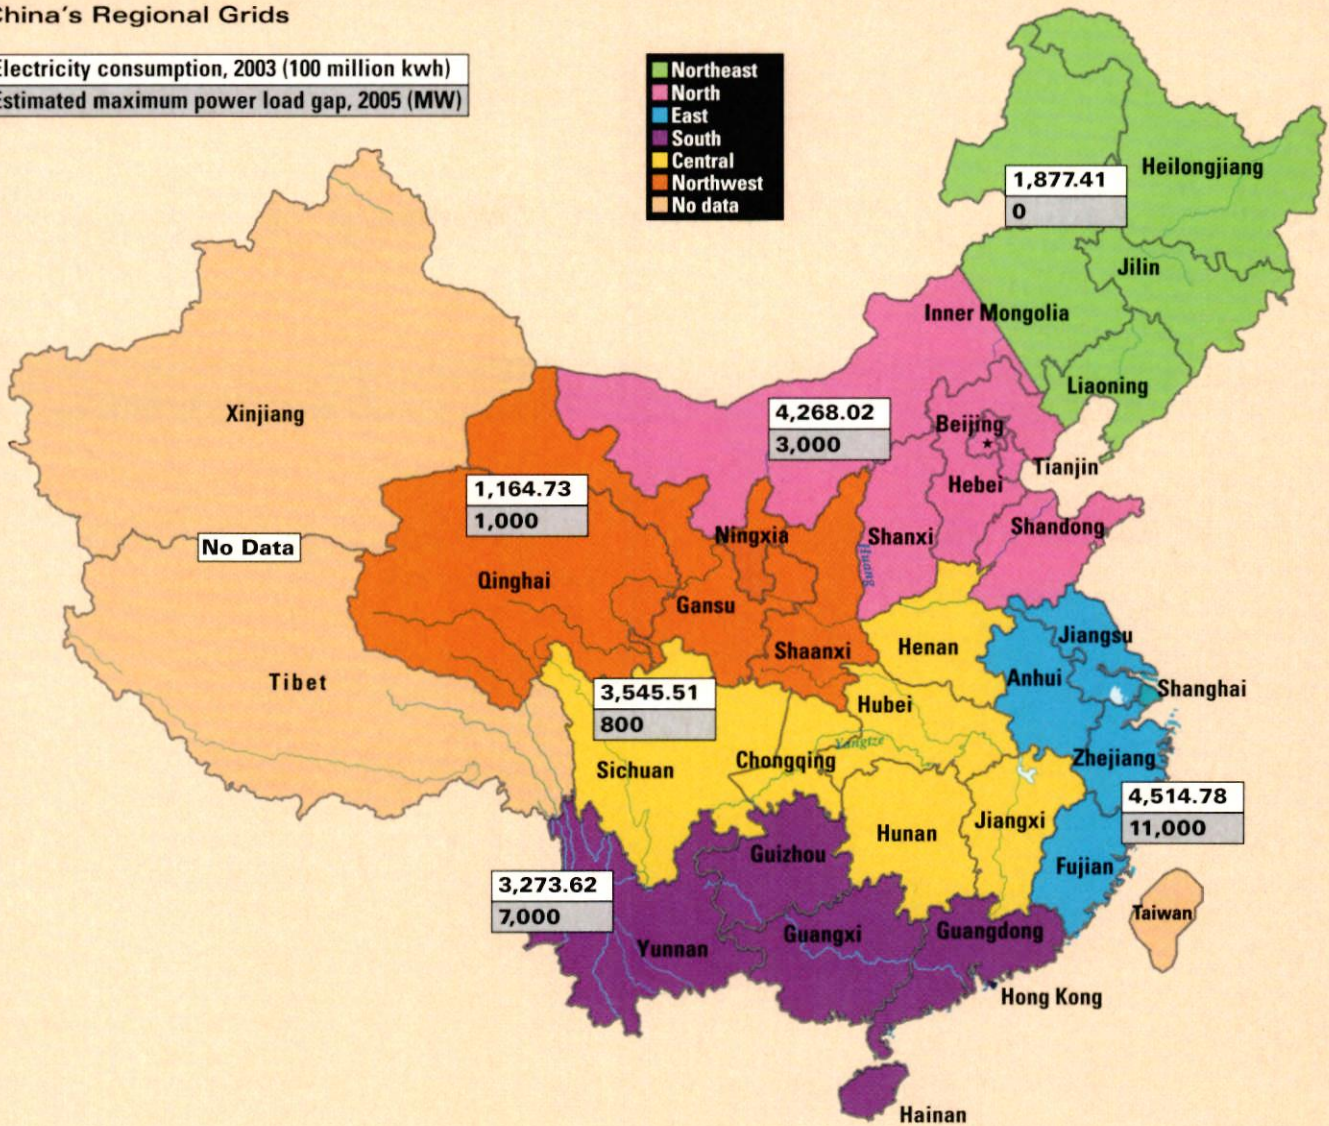 China's Regional Grids
Electricity consumption, 2003 (100 million kwh)
Estimated maximum power load gap, 2005 (MW)
Northeast
North
East
South
Central
Northwest
No data
Heilongjiang
1,877.41
0
Jilin
Inner Mongolia
Liaoning
Xinjiang
4,268.02
3,000
Beijing
Tianjin
Hebei
1,164.73
1,000
Shandong
Ningxia
Shanxi
No Data
Huang
Qinghai
Gansu
Jiangsu
Henan
Shaanxi
Anhui
Tibet
Shanghai
3,545.51
800
Hubei
Yangtze
Zhejiang
Chongqing
Sichuan
4,514.78
11,000
Jiangxi
Hunan
Guizhou
Fujian
3,273.62
7,000
Taiwan
Guangxi
Guangdong
Yunnan
Hong Kong
Hainan